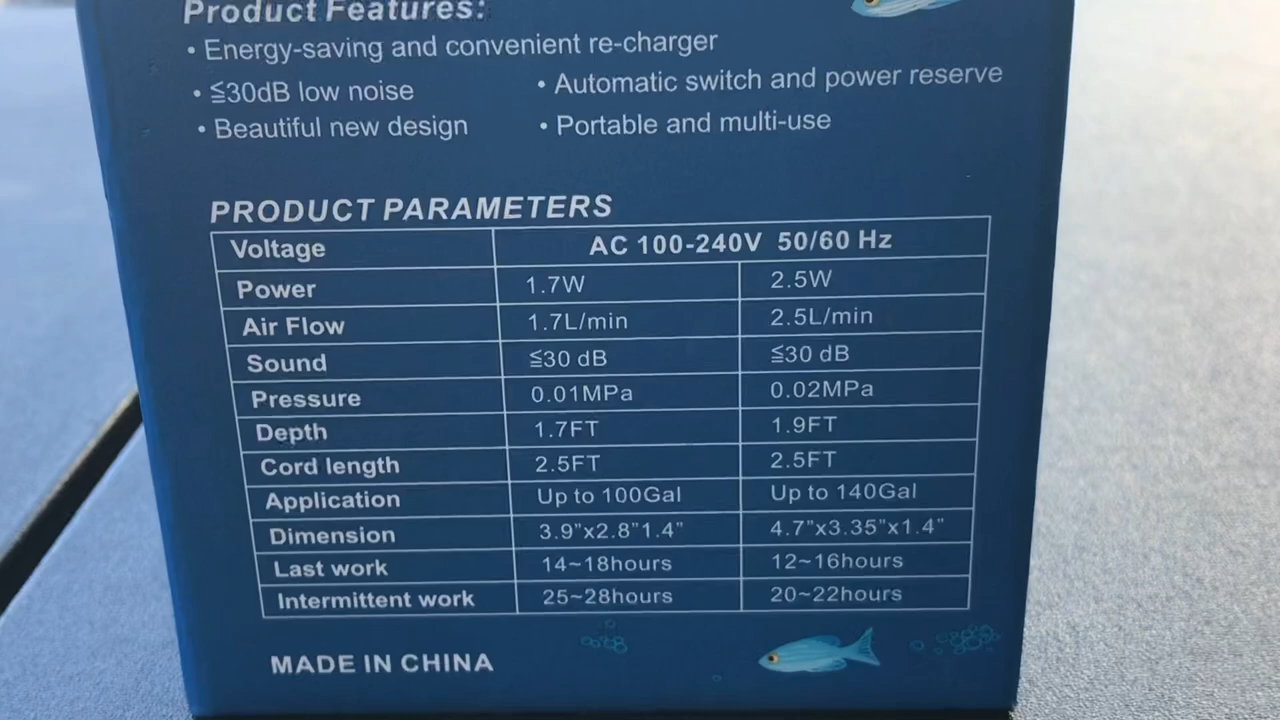 Product Features:
• Energy-saving and convenient re-charger
• ≦30dB low noise • Automatic switch and power reserve
• Beautiful new design • Portable and multi-use
PRODUCT PARAMETERS
Voltage AC 100-240V 50/60 Hz
Power 1.7W 2.5W
Air Flow 1.7L/min 2.5L/min
Sound ≦30 dB ≦30 dB
Pressure 0.01MPa 0.02MPa
Depth 1.7FT 1.9FT
Cord length 2.5FT 2.5FT
Application Up to 100Gal Up to 140Gal
Dimension 3.9”x2.8”1.4” 4.7”x3.35”x1.4”
Last work 14~18hours 12~16hours
Intermittent work 25~28hours 20~22hours
MADE IN CHINA